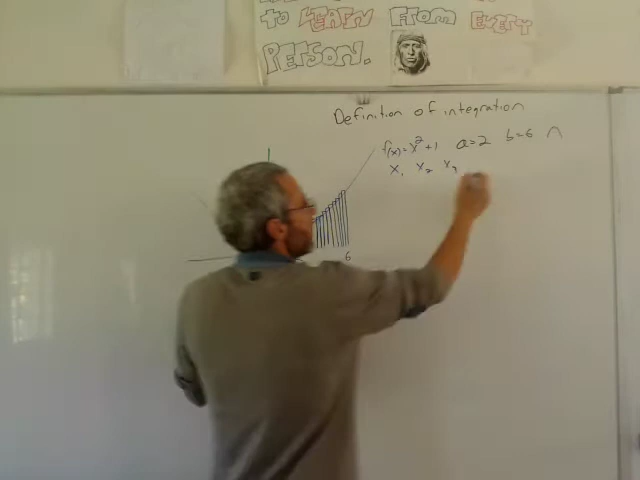 to LEARN FROM EVERY
PERSON.
Definition of integration
f(x)=x²+1 a=2 b=6 n
x₁ x₂ x₃
6